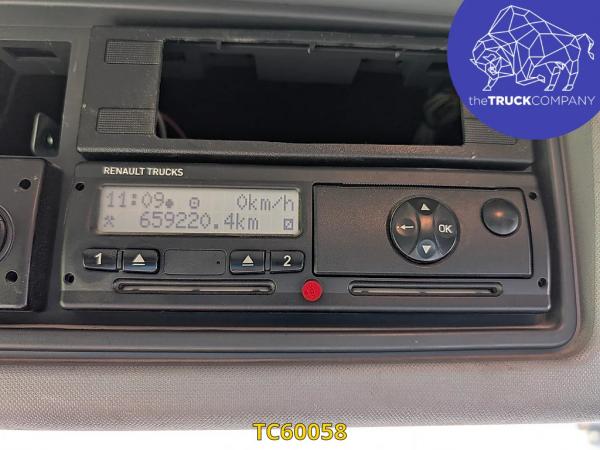 theTRUCKCOMPANY
RENAULT TRUCKS
11:09 0km/h
659220.4km
1 2
OK
TC60058